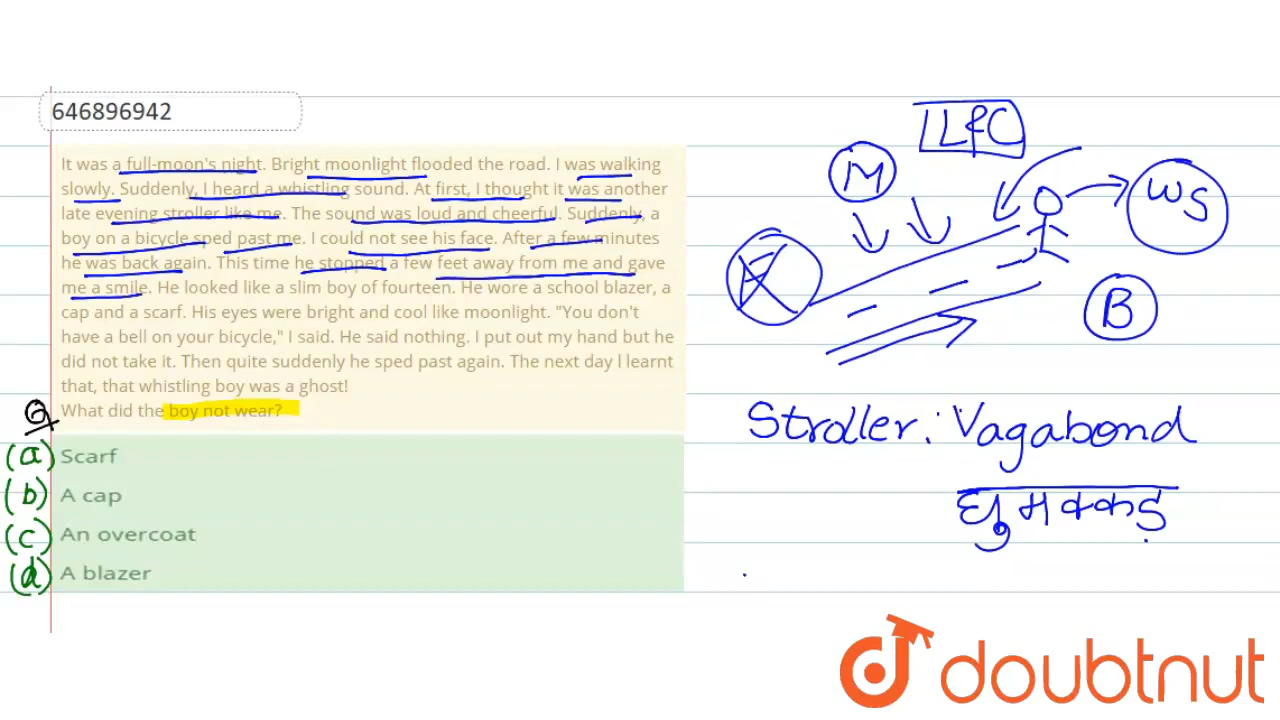 646896942
It was a full-moon's night. Bright moonlight flooded the road. I was walking
slowly. Suddenly, I heard a whistling sound. At first, I thought it was another
late evening stroller like me. The sound was loud and cheerful. Suddenly, a
boy on a bicycle sped past me. I could not see his face. After a few minutes
he was back again. This time he stopped a few feet away from me and gave
me a smile. He looked like a slim boy of fourteen. He wore a school blazer, a
cap and a scarf. His eyes were bright and cool like moonlight. "You don't
have a bell on your bicycle," I said. He said nothing. I put out my hand but he
did not take it. Then quite suddenly he sped past again. The next day I learnt
that, that whistling boy was a ghost!
Q What did the boy not wear?
(a) Scarf
(b) A cap
(c) An overcoat
(d) A blazer
M
WS
B
Stroller: Vagabond
घुमक्कड़
doubtnut